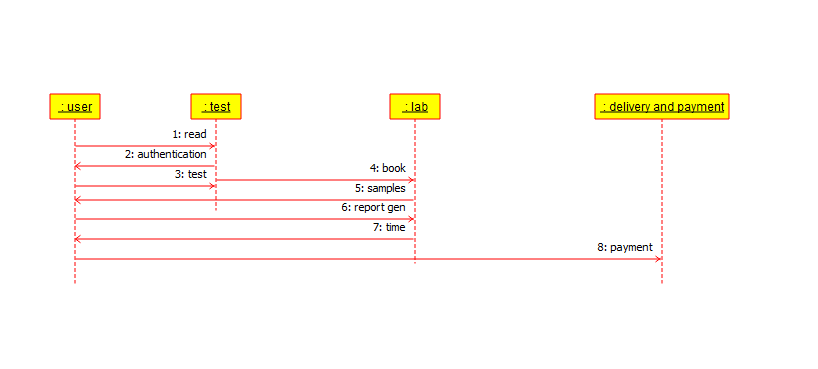 : user
: test
: lab
: delivery and payment
1: read
2: authentication
3: test
4: book
5: samples
6: report gen
7: time
8: payment